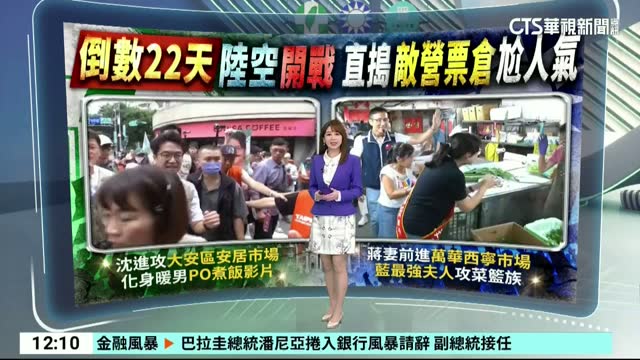 CTS華視新聞
倒數22天 陸空開戰 直搗敵營票倉尬人氣
COFFEE
沈進攻大安區安居市場
化身暖男PO煮飯影片
蔣妻前進萬華西寧市場
藍最強夫人攻菜籃族
12:10 金融風暴 ▶ 巴拉圭總統潘尼亞捲入銀行風暴請辭 副總統接任